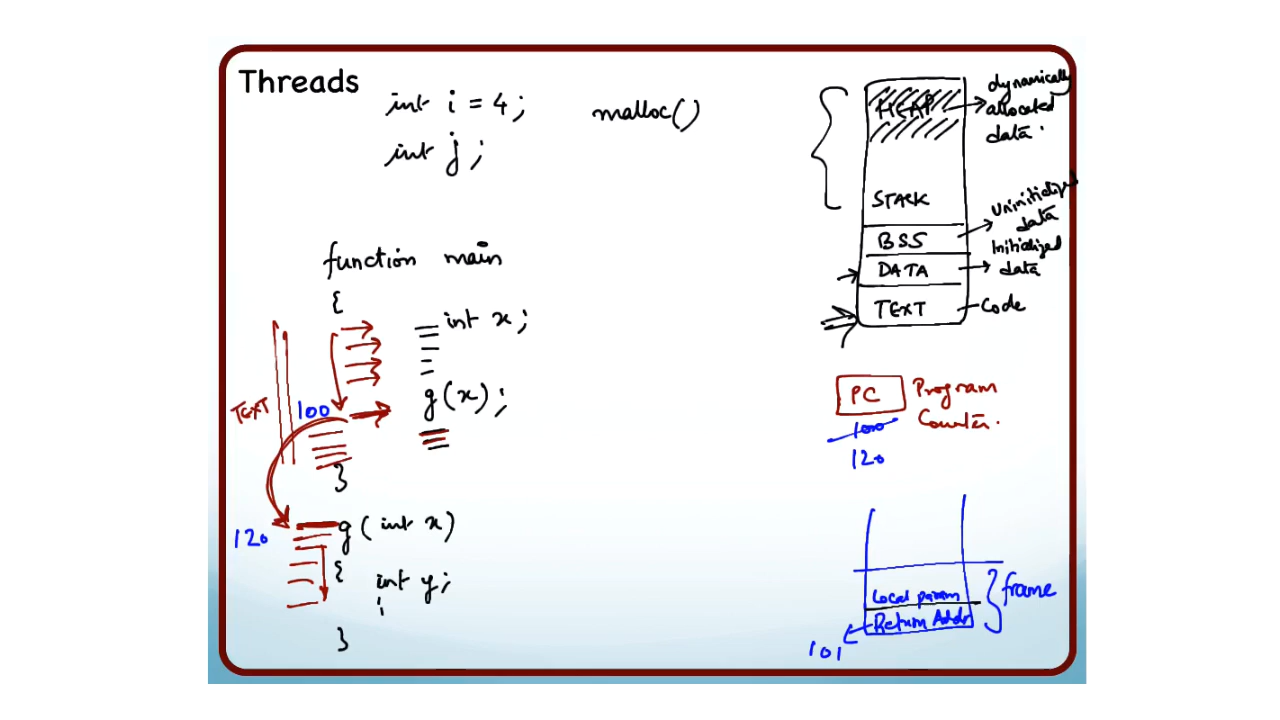 Threads
int i = 4;
int j;
malloc()
function main
{
int x;
g(x);
}
100
TEXT
120
g(int x)
{
int y;
}
HEAP
dynamically
allocated
data.
STACK
BSS
Uninitialized
data
DATA
Initialized
data
TEXT
Code
PC
Program
Counter.
100
120
Local param
Return Addr
frame
101